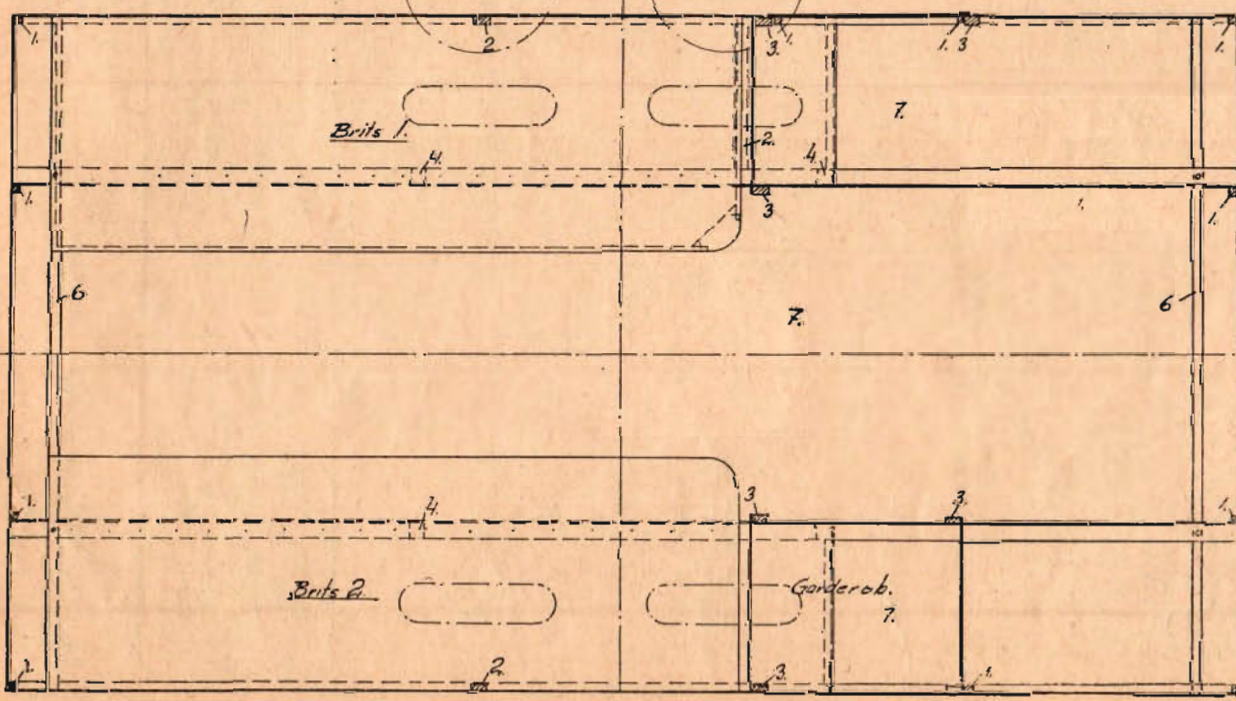 1. 2. 3. 1. 1. 3 1.
Brits 1. 7.
2.
4. 4.
1. 3 1.
6 6
7.
1. 4. 3 3. 1.
Brits 2. Garderob.
7.
1. 2. 3. 1.